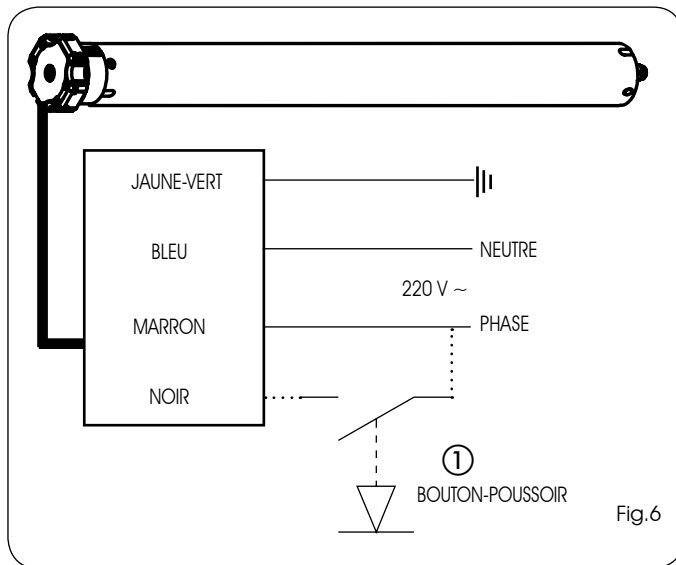 JAUNE-VERT
BLEU
NEUTRE
220 V ~
MARRON
PHASE
NOIR
①
BOUTON-POUSSOIR
Fig.6